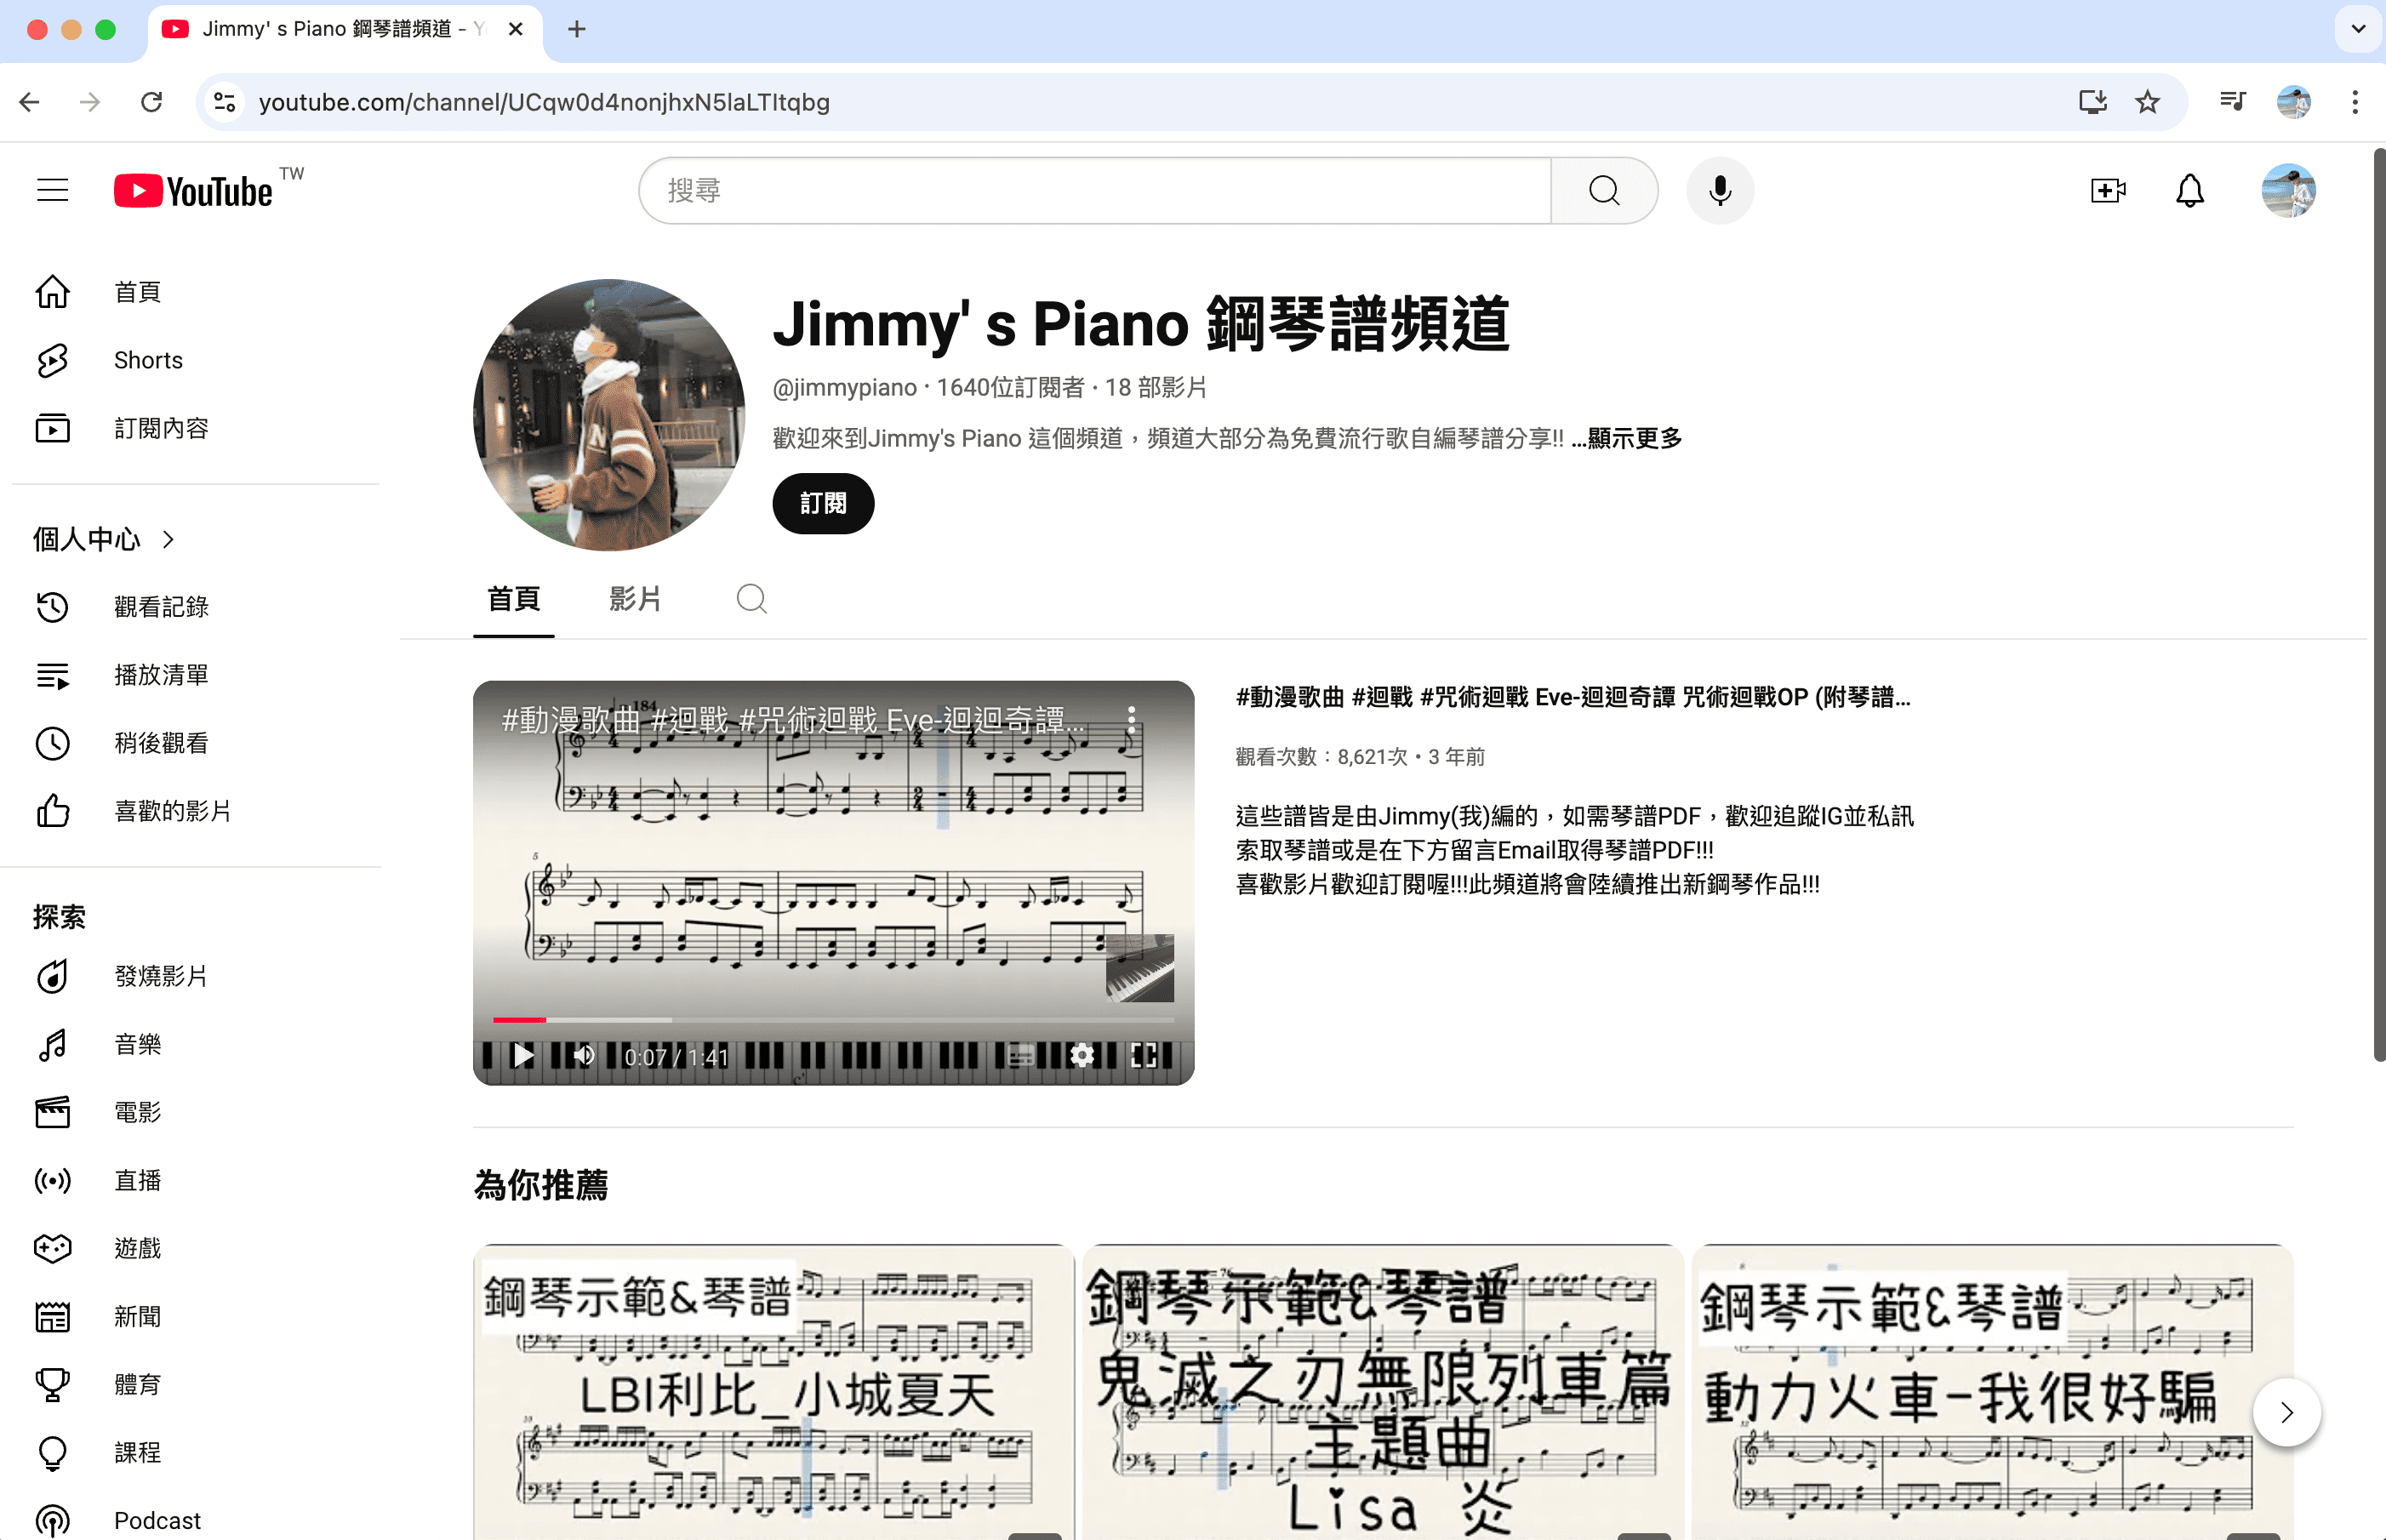 Jimmy' s Piano 鋼琴譜頻道 - Y
youtube.com/channel/UCqw0d4nonjhxN5laLTItqbg
YouTube TW
搜尋
首頁
Shorts
訂閱內容
個人中心
觀看記錄
播放清單
稍後觀看
喜歡的影片
探索
發燒影片
音樂
電影
直播
遊戲
新聞
體育
課程
Podcast
Jimmy' s Piano 鋼琴譜頻道
@jimmypiano · 1640位訂閱者 · 18 部影片
歡迎來到Jimmy's Piano 這個頻道，頻道大部分為免費流行歌自編琴譜分享!! ...顯示更多
訂閱
首頁 影片
#動漫歌曲 #迴戰 #咒術迴戰 Eve-迴迴奇譚...
184
5
0:07 / 1:41
#動漫歌曲 #迴戰 #咒術迴戰 Eve-迴迴奇譚 咒術迴戰OP (附琴譜...
觀看次數：8,621次 • 3 年前
這些譜皆是由Jimmy(我)編的，如需琴譜PDF，歡迎追蹤IG並私訊
索取琴譜或是在下方留言Email取得琴譜PDF!!!
喜歡影片歡迎訂閱喔!!!此頻道將會陸續推出新鋼琴作品!!!
為你推薦
鋼琴示範&琴譜
LBI利比_小城夏天
鋼琴示範&琴譜
鬼滅之刃無限列車篇
主題曲
Lisa 炎
鋼琴示範&琴譜
動力火車-我很好騙